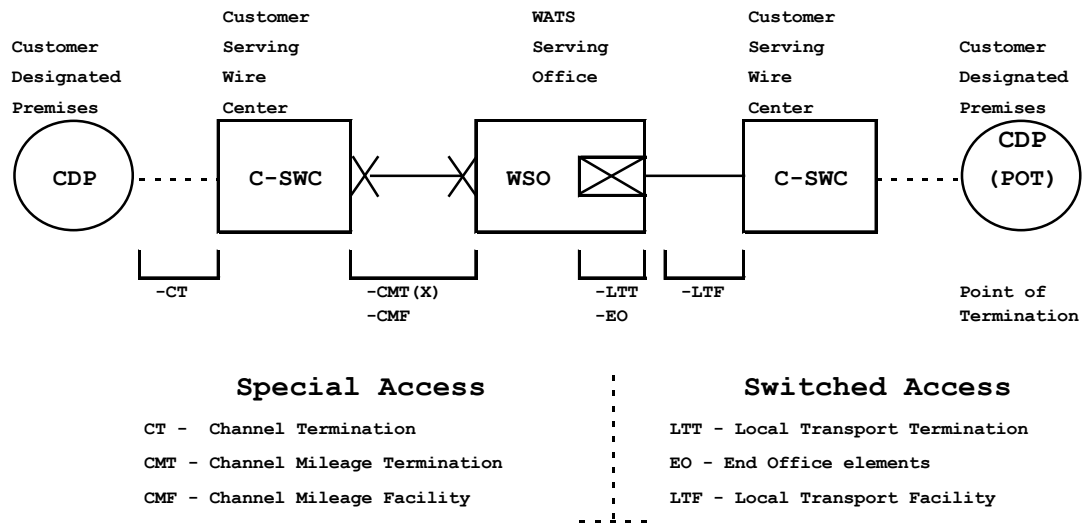 Customer
Serving
Wire
Center
WATS
Serving
Office
Customer
Serving
Wire
Center
Customer
Designated
Premises
Customer
Designated
Premises
CDP
C-SWC
WSO
C-SWC
CDP
(POT)
-CT
-CMT(X)
-CMF
-LTT
-EO
-LTF
Point of
Termination
Special Access
CT - Channel Termination
CMT - Channel Mileage Termination
CMF - Channel Mileage Facility
Switched Access
LTT - Local Transport Termination
EO - End Office elements
LTF - Local Transport Facility